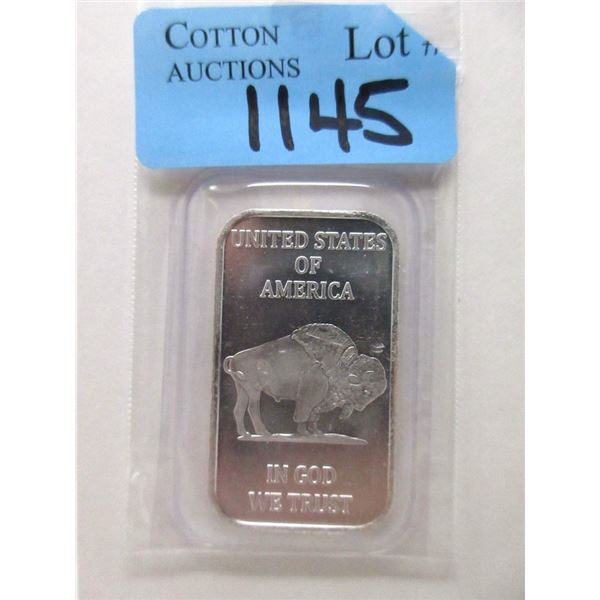 COTTON
AUCTIONS
Lot #
1145
UNITED STATES
OF
AMERICA
IN GOD
WE TRUST